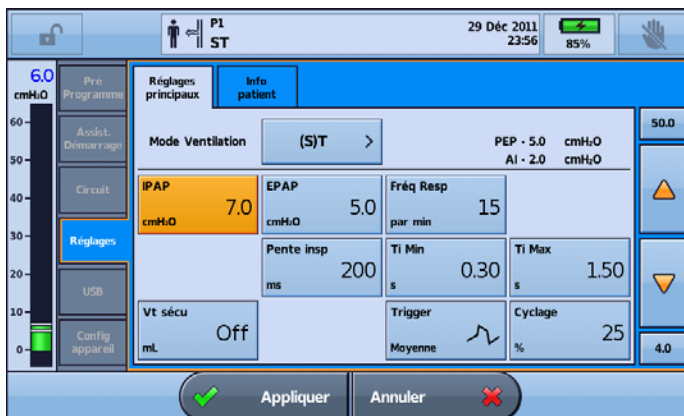 P1
ST
29 Déc 2011
23:56
85%
6.0
cmH₂O
60
50
40
30
20
10
0
Pré
Programme
Assist.
Démarrage
Circuit
Réglages
USB
Config
appareil
Réglages
principaux
Info
patient
Mode Ventilation
(S)T >
PEP - 5.0 cmH₂O
AI - 2.0 cmH₂O
IPAP
7.0
cmH₂O
EPAP
5.0
cmH₂O
Fréq Resp
15
par min
Pente insp
200
ms
Ti Min
0.30
s
Ti Max
1.50
s
Vt sécu
Off
mL
Trigger
Moyenne
Cyclage
25
%
50.0
4.0
Appliquer
Annuler